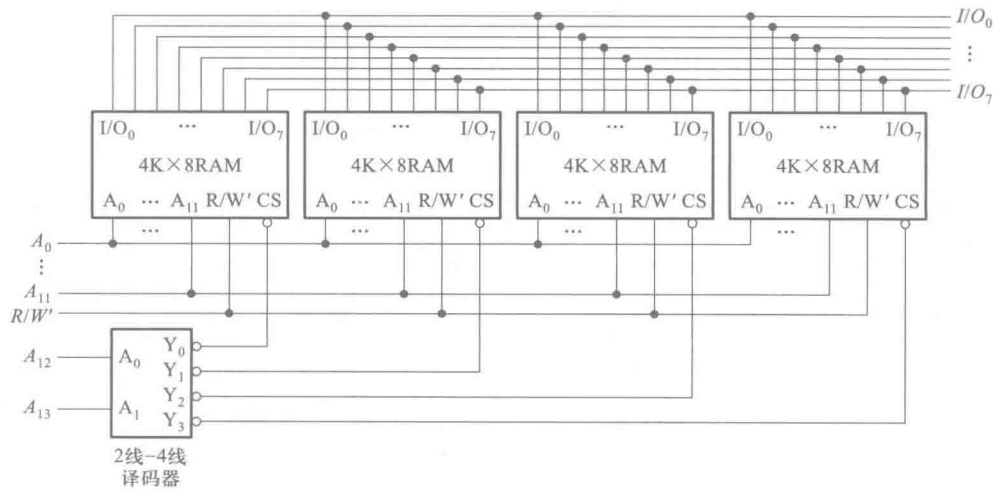 I/O₀
⋮
I/O₇
I/O₀ ··· I/O₇
4K×8RAM
A₀ ··· A₁₁ R/W' CS
I/O₀ ··· I/O₇
4K×8RAM
A₀ ··· A₁₁ R/W' CS
I/O₀ ··· I/O₇
4K×8RAM
A₀ ··· A₁₁ R/W' CS
I/O₀ ··· I/O₇
4K×8RAM
A₀ ··· A₁₁ R/W' CS
··· ··· ··· ···
A₀
⋮
A₁₁
R/W'
A₁₂
A₁₃
A₀
A₁
Y₀
Y₁
Y₂
Y₃
2线-4线
译码器